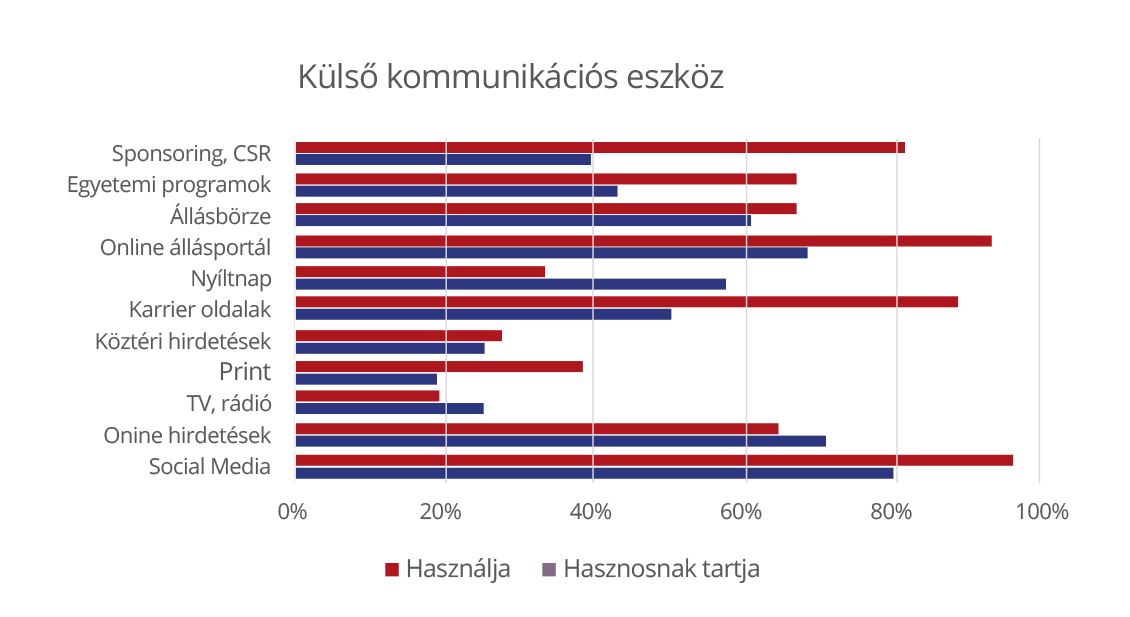 Külső kommunikációs eszköz
Sponsoring, CSR
Egyetemi programok
Állásbörze
Online állásportál
Nyíltnap
Karrier oldalak
Köztéri hirdetések
Print
TV, rádió
Onine hirdetések
Social Media
0% 20% 40% 60% 80% 100%
Használja Hasznosnak tartja